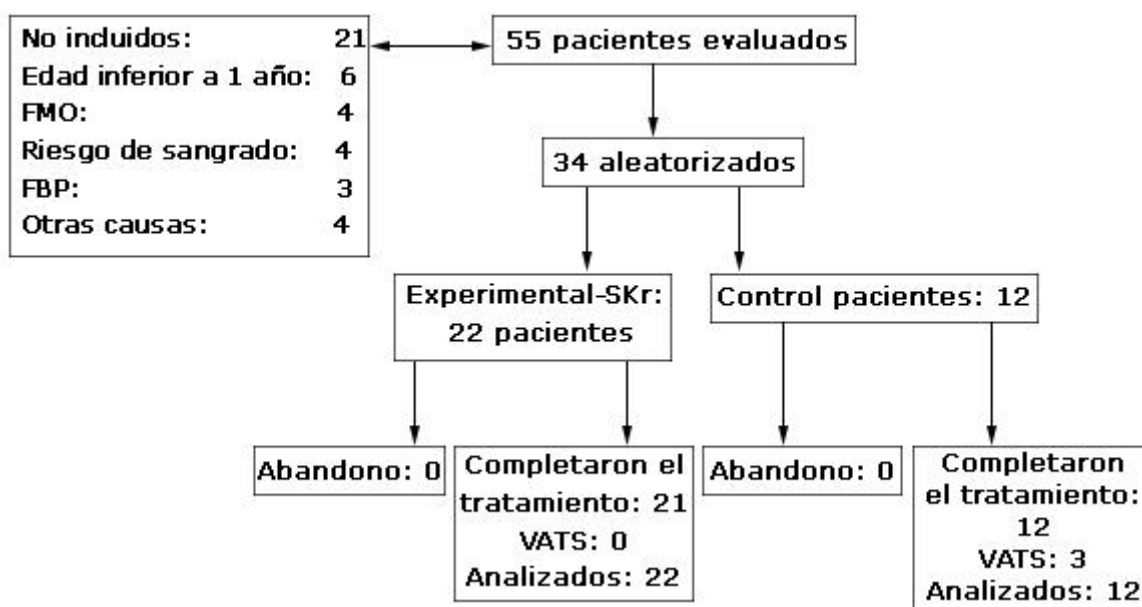 No incluidos: 21
Edad inferior a 1 año: 6
FMO: 4
Riesgo de sangrado: 4
FBP: 3
Otras causas: 4
55 pacientes evaluados
34 aleatorizados
Experimental-SKr:
22 pacientes
Control pacientes: 12
Abandono: 0
Completaron el
tratamiento: 21
VATS: 0
Analizados: 22
Abandono: 0
Completaron
el tratamiento:
12
VATS: 3
Analizados: 12